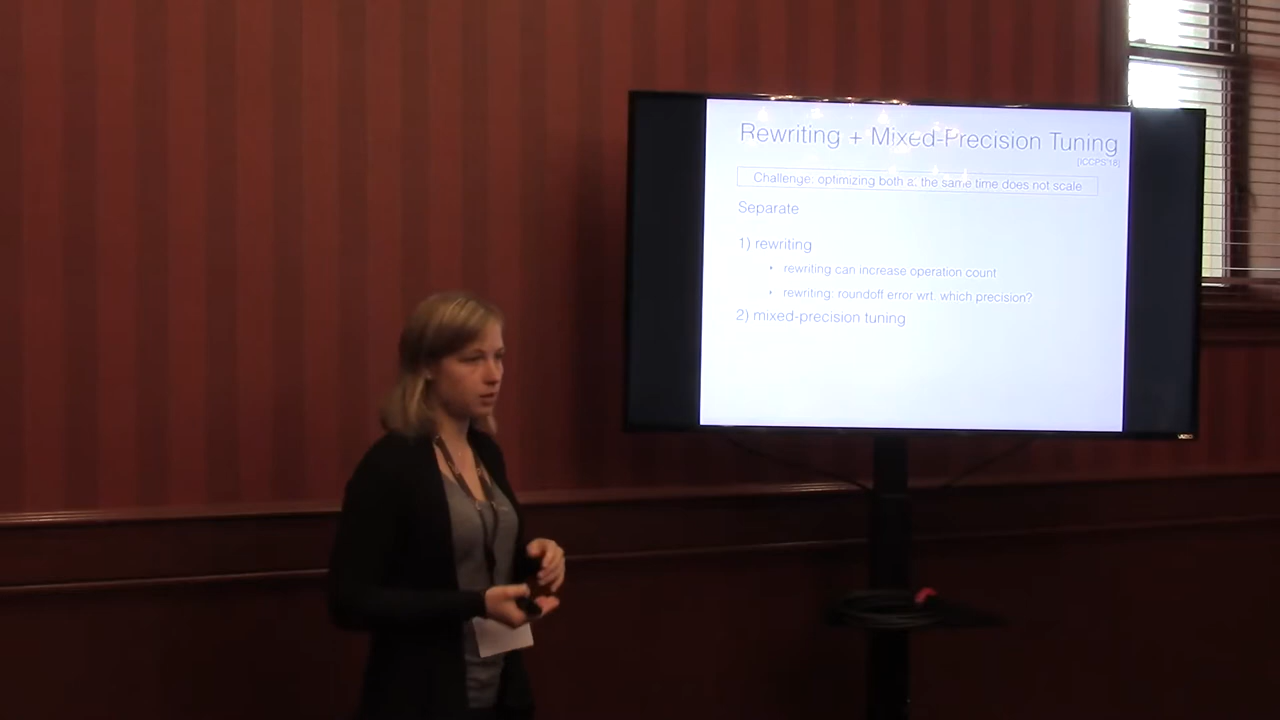 Rewriting + Mixed-Precision Tuning
[ICCPS'18]
Challenge: optimizing both at the same time does not scale
Separate
1) rewriting
• rewriting can increase operation count
• rewriting: roundoff error wrt. which precision?
2) mixed-precision tuning
VIZIO